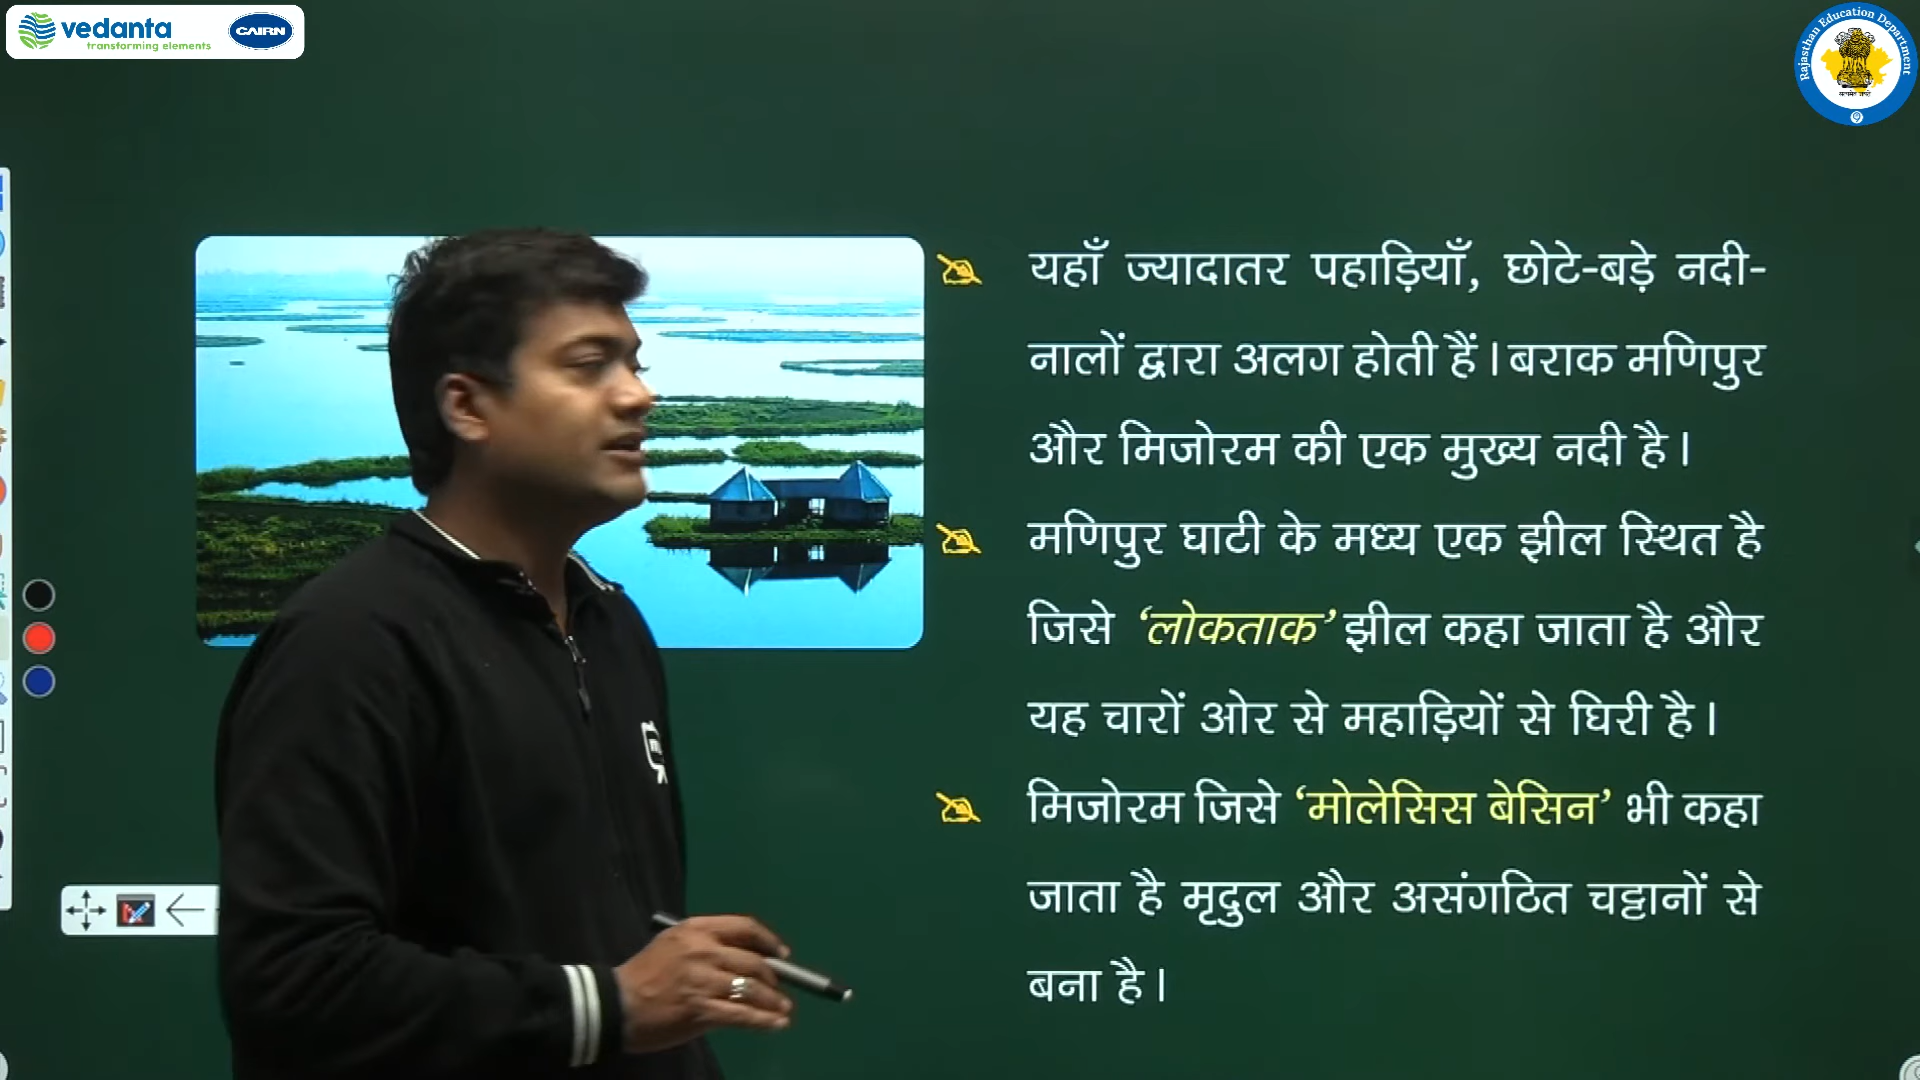 vedanta
transforming elements
CAIRN
Rajasthan Education Department
यहाँ ज्यादातर पहाड़ियाँ, छोटे-बड़े नदी-
नालों द्वारा अलग होती हैं। बराक मणिपुर
और मिजोरम की एक मुख्य नदी है।
मणिपुर घाटी के मध्य एक झील स्थित है
जिसे ‘लोकताक’ झील कहा जाता है और
यह चारों ओर से महाड़ियों से घिरी है।
मिजोरम जिसे ‘मोलेसिस बेसिन’ भी कहा
जाता है मृदुल और असंगठित चट्टानों से
बना है।